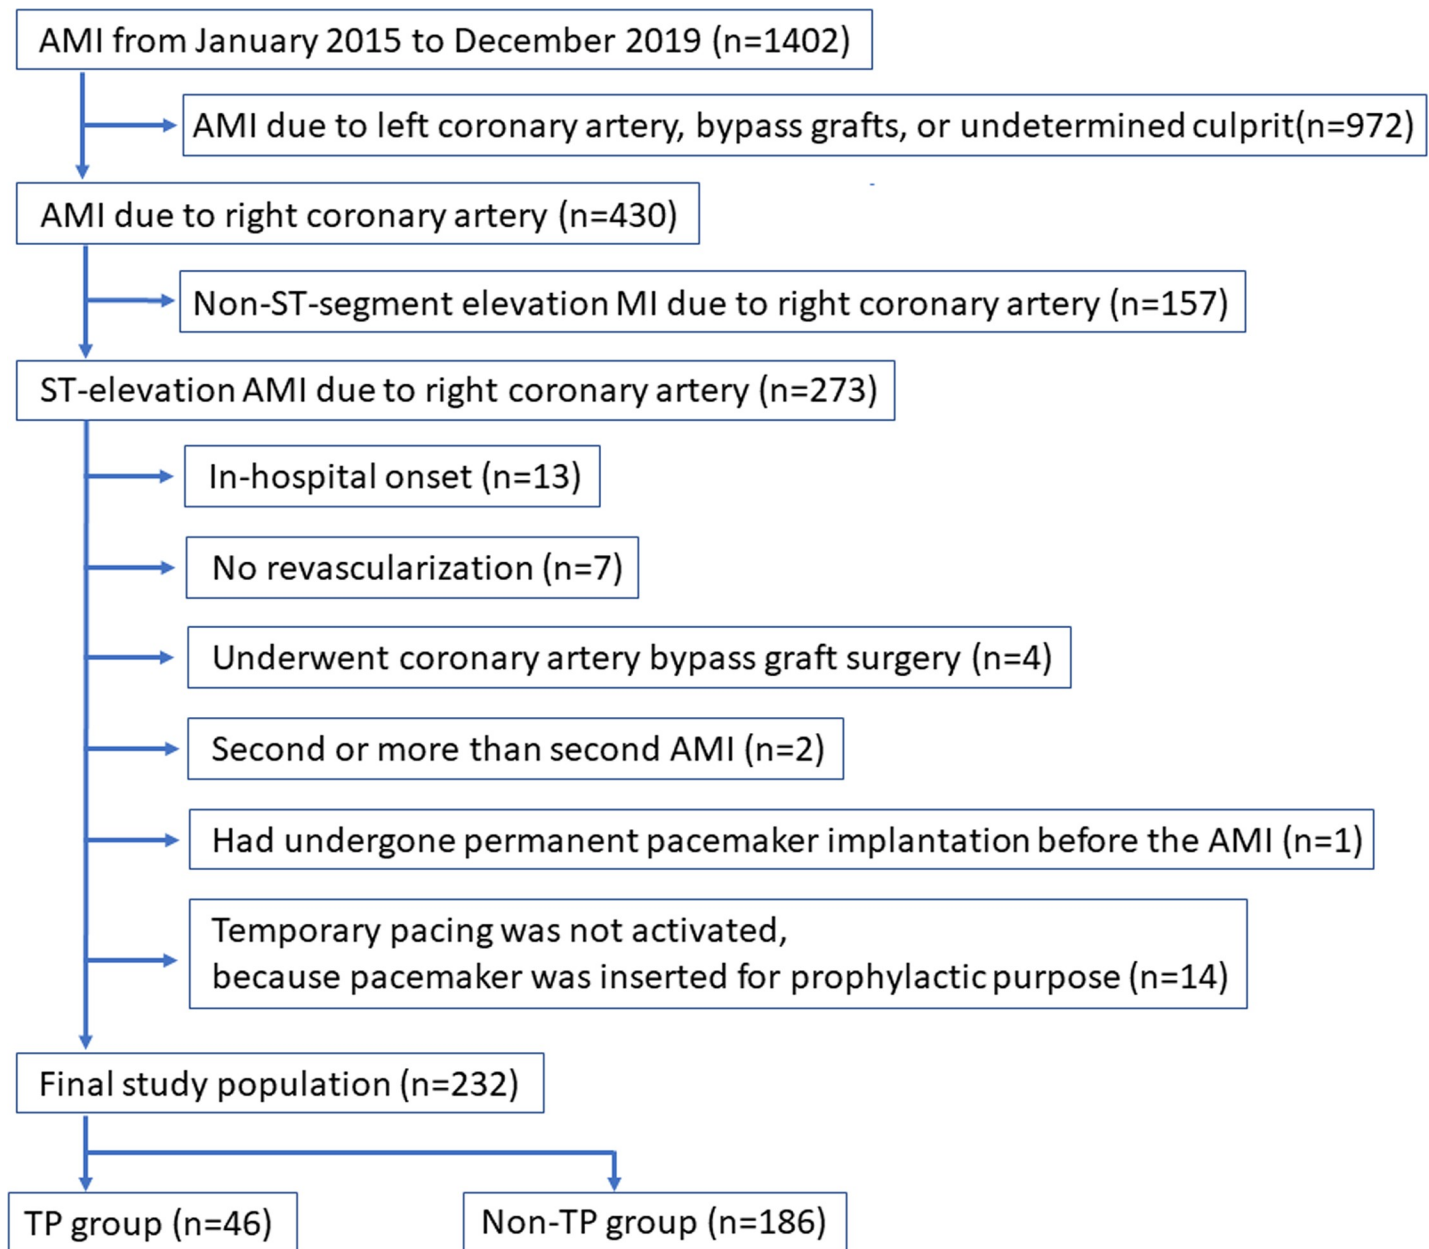 AMI from January 2015 to December 2019 (n=1402)
AMI due to left coronary artery, bypass grafts, or undetermined culprit(n=972)
AMI due to right coronary artery (n=430)
Non-ST-segment elevation MI due to right coronary artery (n=157)
ST-elevation AMI due to right coronary artery (n=273)
In-hospital onset (n=13)
No revascularization (n=7)
Underwent coronary artery bypass graft surgery (n=4)
Second or more than second AMI (n=2)
Had undergone permanent pacemaker implantation before the AMI (n=1)
Temporary pacing was not activated,
because pacemaker was inserted for prophylactic purpose (n=14)
Final study population (n=232)
TP group (n=46)
Non-TP group (n=186)